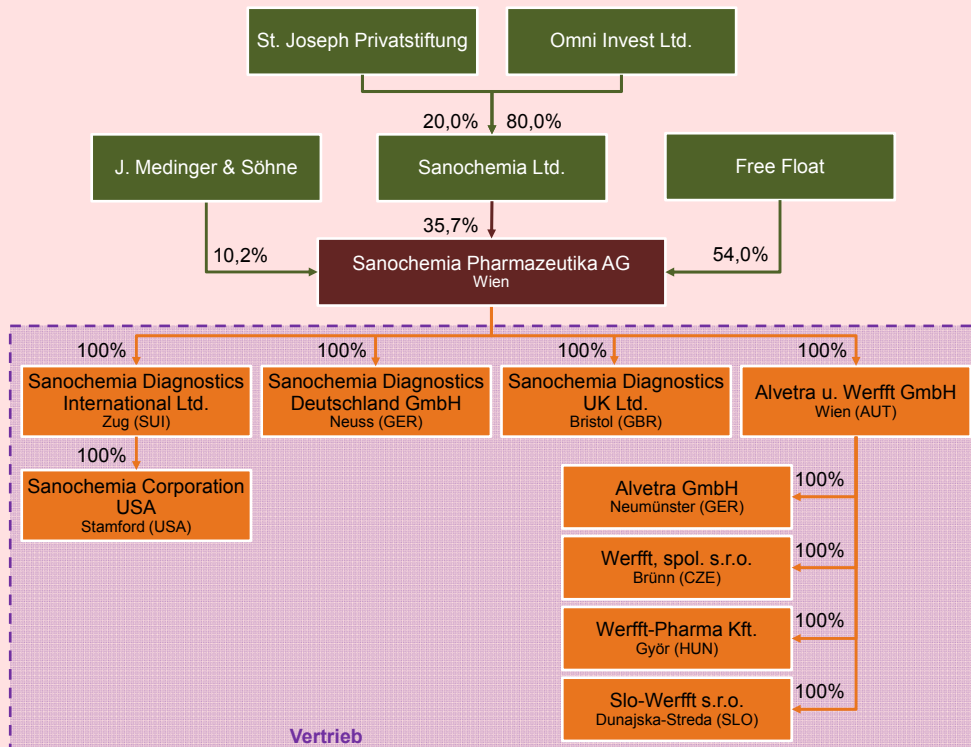 St. Joseph Privatstiftung
Omni Invest Ltd.
20,0%
80,0%
J. Medinger & Söhne
Sanochemia Ltd.
Free Float
10,2%
35,7%
54,0%
Sanochemia Pharmazeutika AG
Wien
100%
100%
100%
100%
Sanochemia Diagnostics
International Ltd.
Zug (SUI)
Sanochemia Diagnostics
Deutschland GmbH
Neuss (GER)
Sanochemia Diagnostics
UK Ltd.
Bristol (GBR)
Alvetra u. Werfft GmbH
Wien (AUT)
100%
Sanochemia Corporation
USA
Stamford (USA)
Alvetra GmbH
Neumünster (GER)
100%
Werfft, spol. s.r.o.
Brünn (CZE)
100%
Werfft-Pharma Kft.
Györ (HUN)
100%
Slo-Werfft s.r.o.
Dunajska-Streda (SLO)
100%
Vertrieb